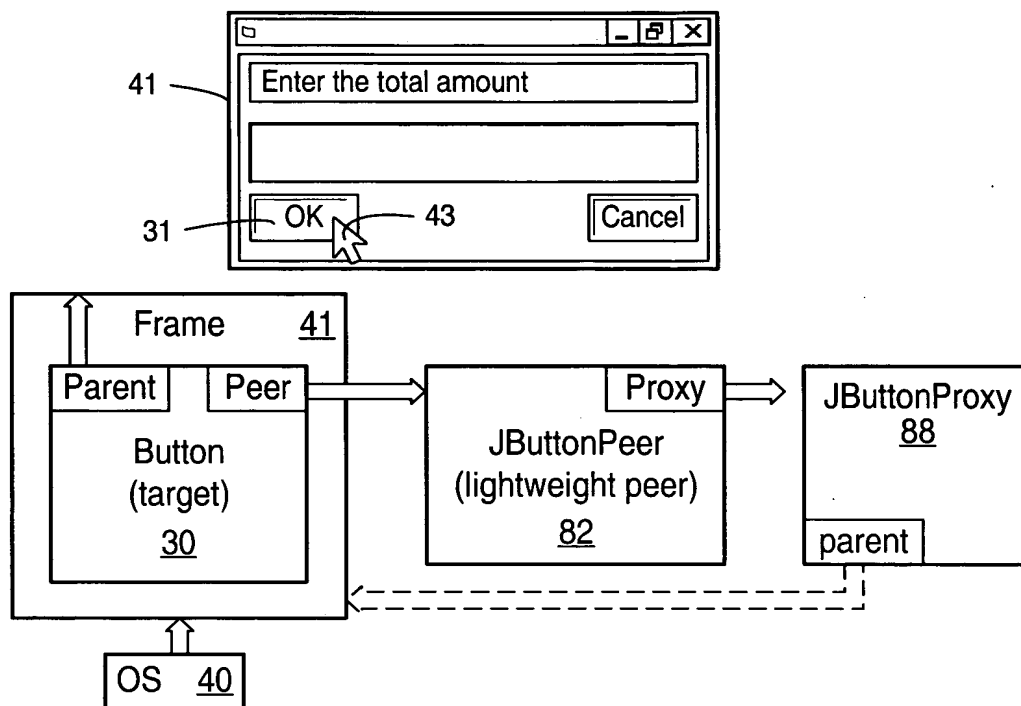 Enter the total amount
41
OK
43
Cancel
31
Frame 41
Parent
Peer
Proxy
JButtonProxy
88
Button
(target)
30
JButtonPeer
(lightweight peer)
82
parent
OS 40